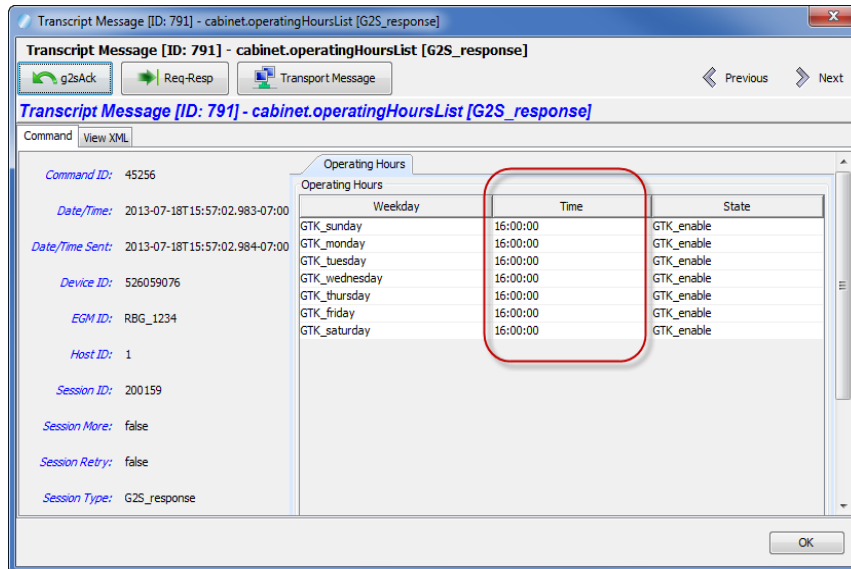 Transcript Message [ID: 791] - cabinet.operatingHoursList [G2S_response]
Transcript Message [ID: 791] - cabinet.operatingHoursList [G2S_response]
g2sAck Req-Resp Transport Message Previous Next
Transcript Message [ID: 791] - cabinet.operatingHoursList [G2S_response]
Command View XML
Command ID: 45256
Date/Time: 2013-07-18T15:57:02.983-07:00
Date/Time Sent: 2013-07-18T15:57:02.984-07:00
Device ID: 526059076
EGM ID: RBG_1234
Host ID: 1
Session ID: 200159
Session More: false
Session Retry: false
Session Type: G2S_response
Operating Hours
Operating Hours
Weekday Time State
GTK_sunday 16:00:00 GTK_enable
GTK_monday 16:00:00 GTK_enable
GTK_tuesday 16:00:00 GTK_enable
GTK_wednesday 16:00:00 GTK_enable
GTK_thursday 16:00:00 GTK_enable
GTK_friday 16:00:00 GTK_enable
GTK_saturday 16:00:00 GTK_enable
OK